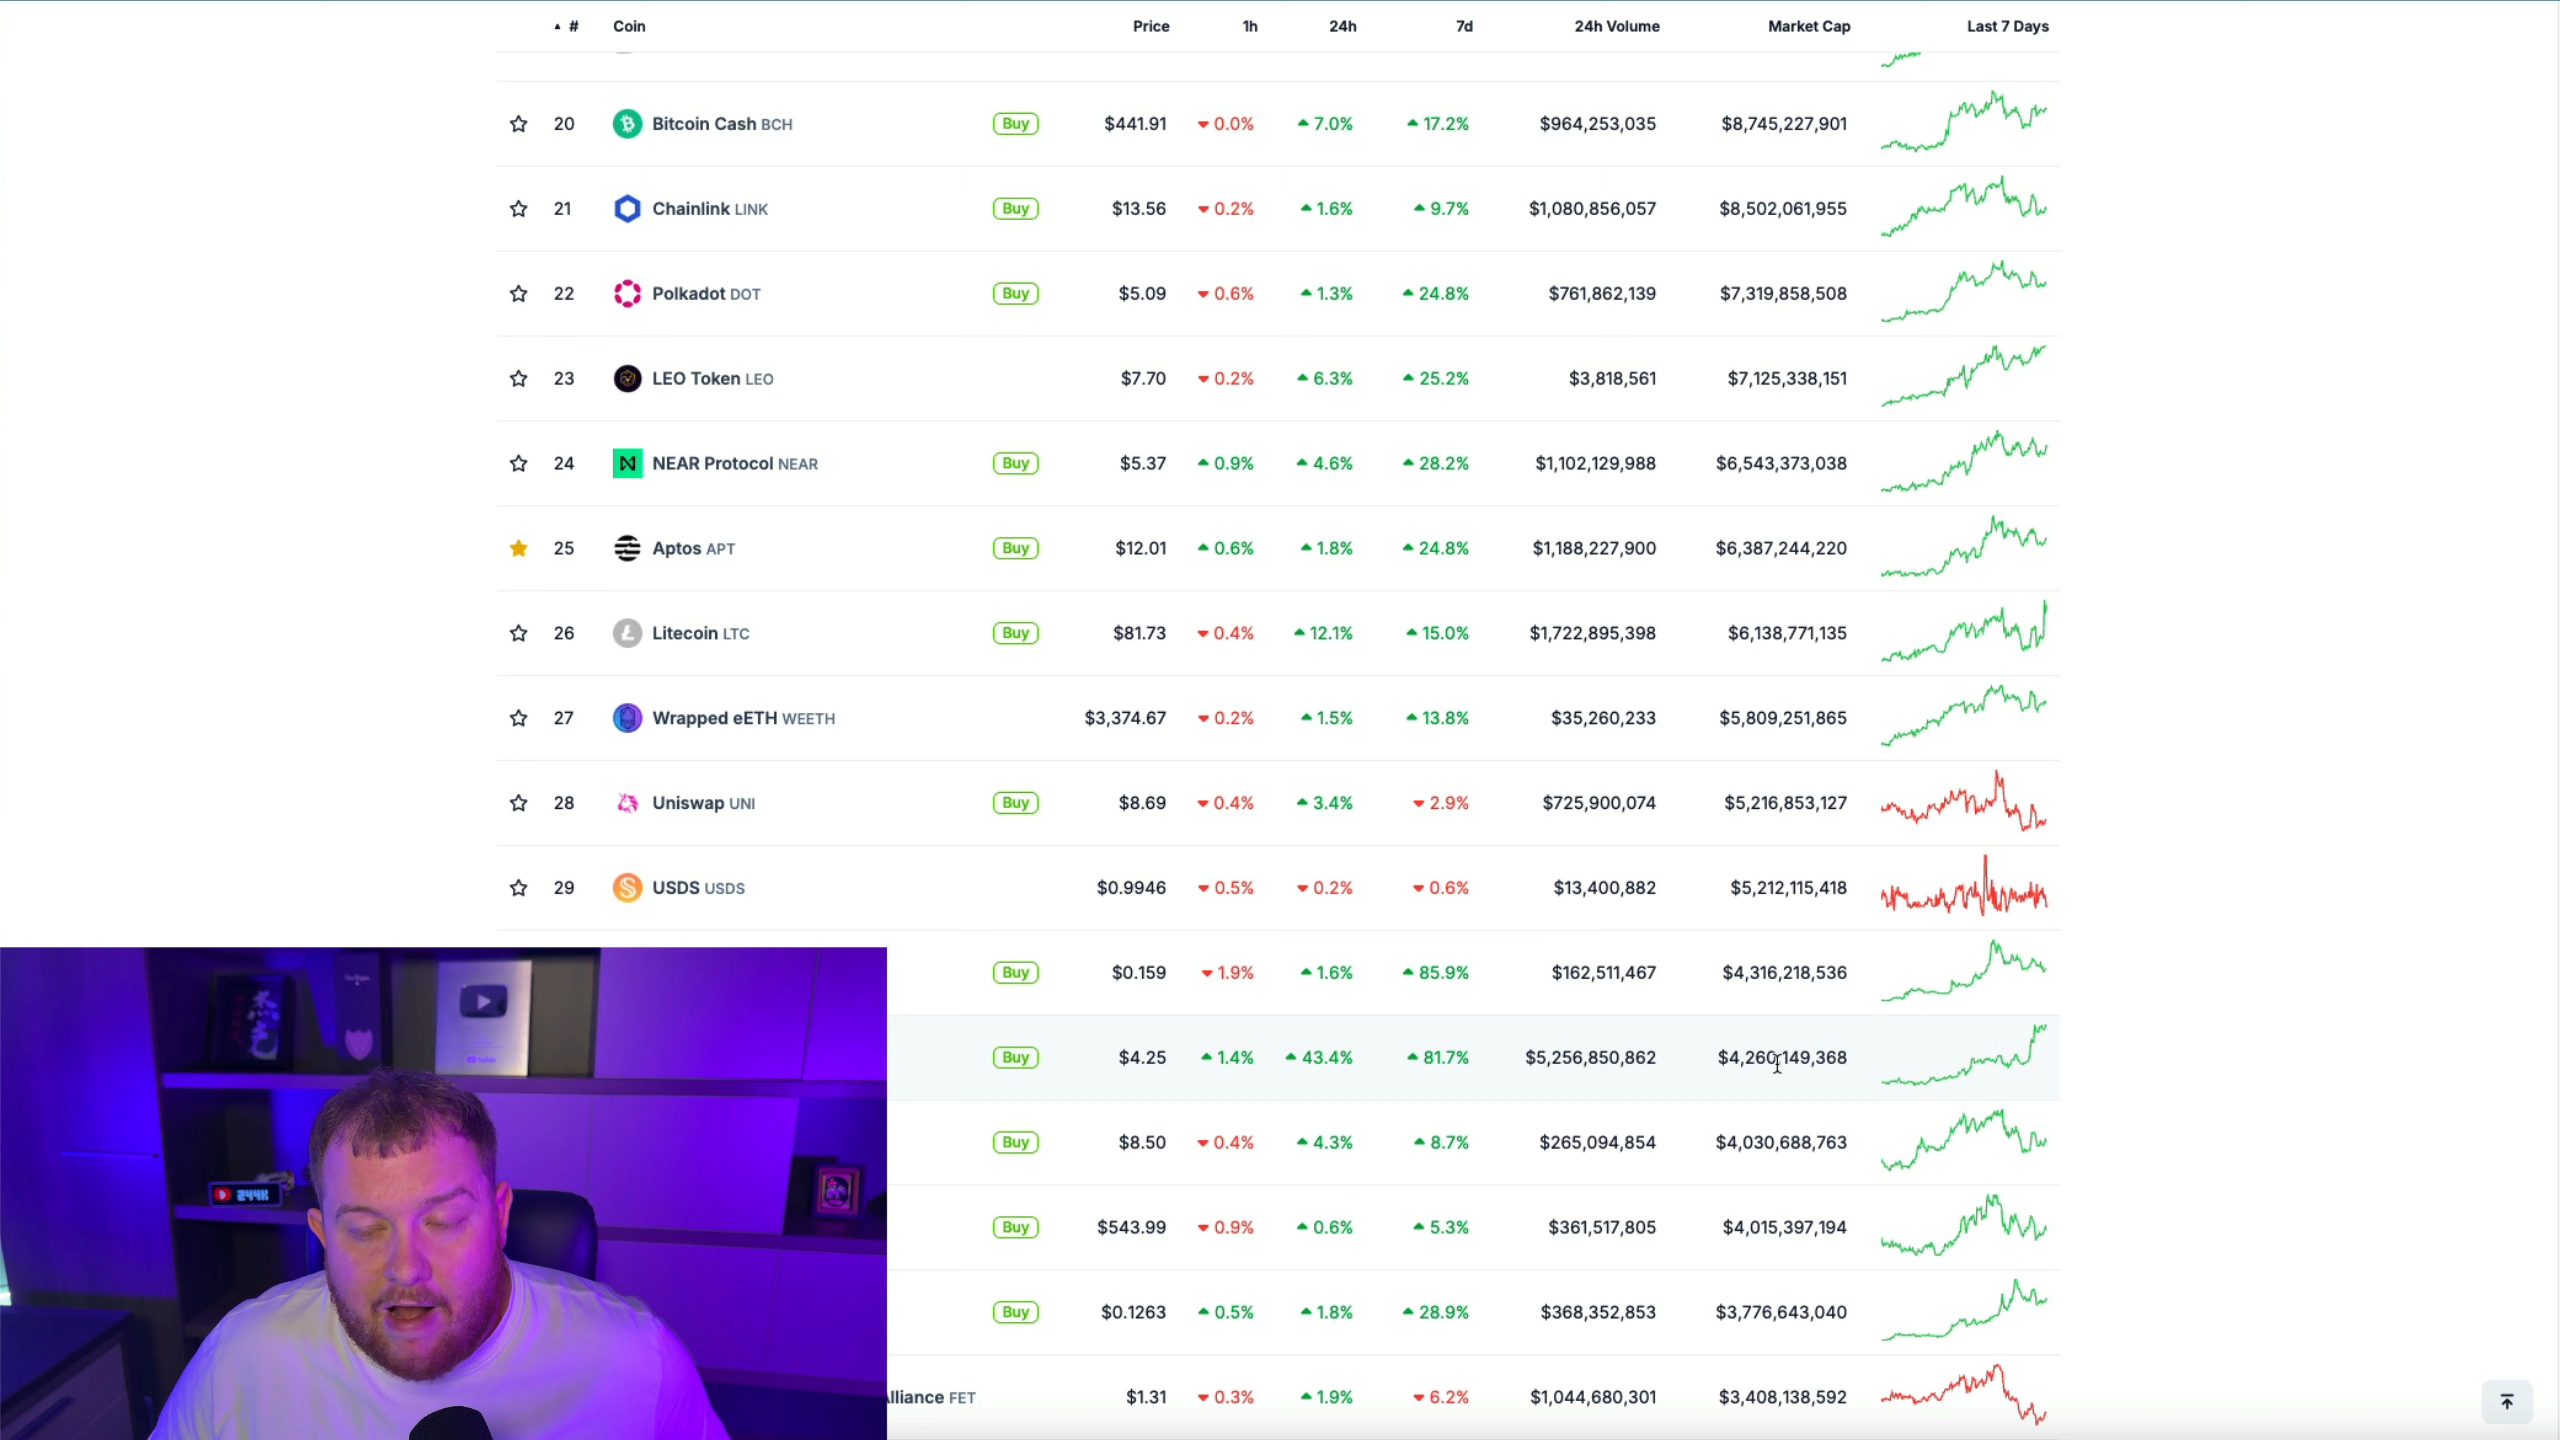 # Coin Price 1h 24h 7d 24h Volume Market Cap Last 7 Days
20 Bitcoin Cash BCH Buy $441.91 0.0% 7.0% 17.2% $964,253,035 $8,745,227,901
21 Chainlink LINK Buy $13.56 0.2% 1.6% 9.7% $1,080,856,057 $8,502,061,955
22 Polkadot DOT Buy $5.09 0.6% 1.3% 24.8% $761,862,139 $7,319,858,508
23 LEO Token LEO $7.70 0.2% 6.3% 25.2% $3,818,561 $7,125,338,151
24 NEAR Protocol NEAR Buy $5.37 0.9% 4.6% 28.2% $1,102,129,988 $6,543,373,038
25 Aptos APT Buy $12.01 0.6% 1.8% 24.8% $1,188,227,900 $6,387,244,220
26 Litecoin LTC Buy $81.73 0.4% 12.1% 15.0% $1,722,895,398 $6,138,771,135
27 Wrapped eETH WEETH $3,374.67 0.2% 1.5% 13.8% $35,260,233 $5,809,251,865
28 Uniswap UNI Buy $8.69 0.4% 3.4% 2.9% $725,900,074 $5,216,853,127
29 USDS USDS $0.9946 0.5% 0.2% 0.6% $13,400,882 $5,212,115,418
Buy $0.159 1.9% 1.6% 85.9% $162,511,467 $4,316,218,536
Buy $4.25 1.4% 43.4% 81.7% $5,256,850,862 $4,260,149,368
Buy $8.50 0.4% 4.3% 8.7% $265,094,854 $4,030,688,763
Buy $543.99 0.9% 0.6% 5.3% $361,517,805 $4,015,397,194
Buy $0.1263 0.5% 1.8% 28.9% $368,352,853 $3,776,643,040
lliance FET $1.31 0.3% 1.9% 6.2% $1,044,680,301 $3,408,138,592
244K